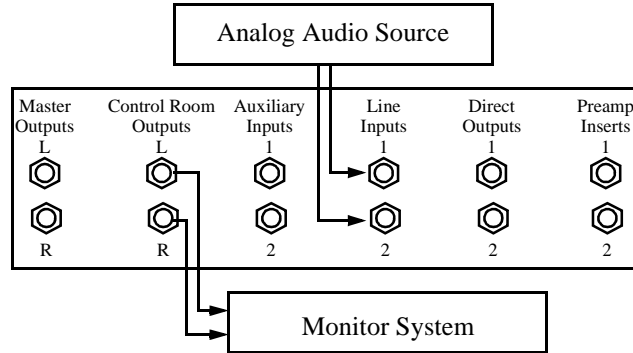 Analog Audio Source
Master Outputs
Control Room Outputs
Auxiliary Inputs
Line Inputs
Direct Outputs
Preamp Inserts
L L 1 1 1 1
R R 2 2 2 2
Monitor System